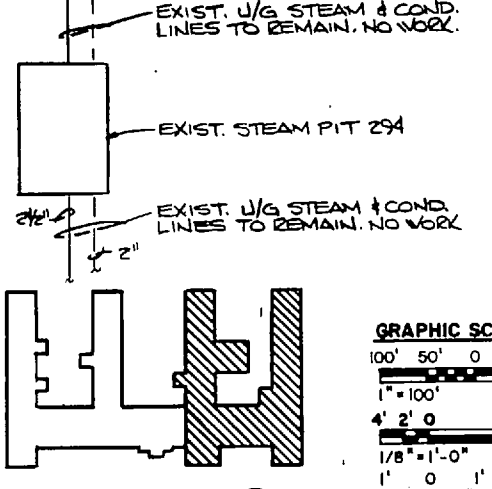 EXIST. U/G STEAM & COND.
LINES TO REMAIN. NO WORK.
EXIST. STEAM PIT 294
EXIST. U/G STEAM & COND.
LINES TO REMAIN. NO WORK
2½"
2"
GRAPHIC SC
100' 50' 0
1" = 100'
4' 2' 0
1/8" = 1'-0"
1' 0 1'